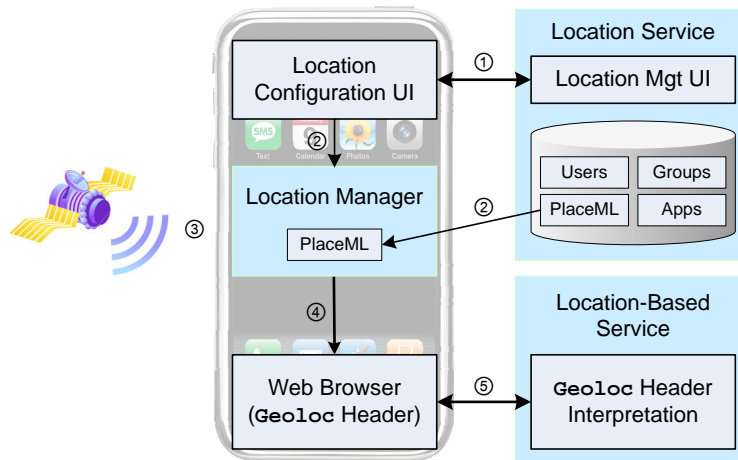 Location
Configuration UI
①
Location Service
Location Mgt UI
SMS
9
Text
Calendar
Photos
Camera
②
Users
Groups
PlaceML
Apps
Location Manager
PlaceML
②
③
④
Location-Based
Service
Web Browser
(Geoloc Header)
⑤
Geoloc Header
Interpretation